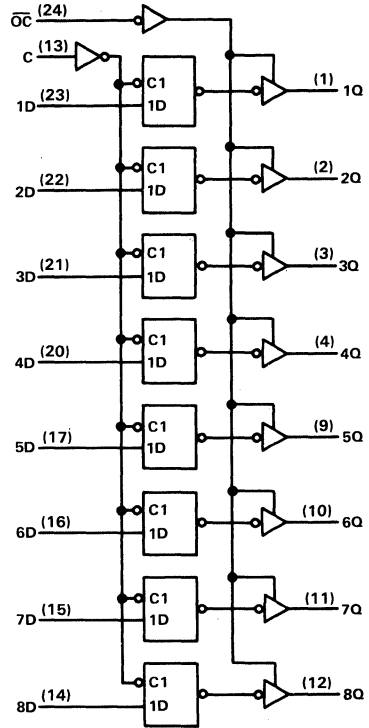 OC (24)
C (13)
C1 (1)
1D (23) 1D 1Q
C1 (2)
2D (22) 1D 2Q
C1 (3)
3D (21) 1D 3Q
C1 (4)
4D (20) 1D 4Q
C1 (9)
5D (17) 1D 5Q
C1 (10)
6D (16) 1D 6Q
C1 (11)
7D (15) 1D 7Q
C1 (12)
8D (14) 1D 8Q